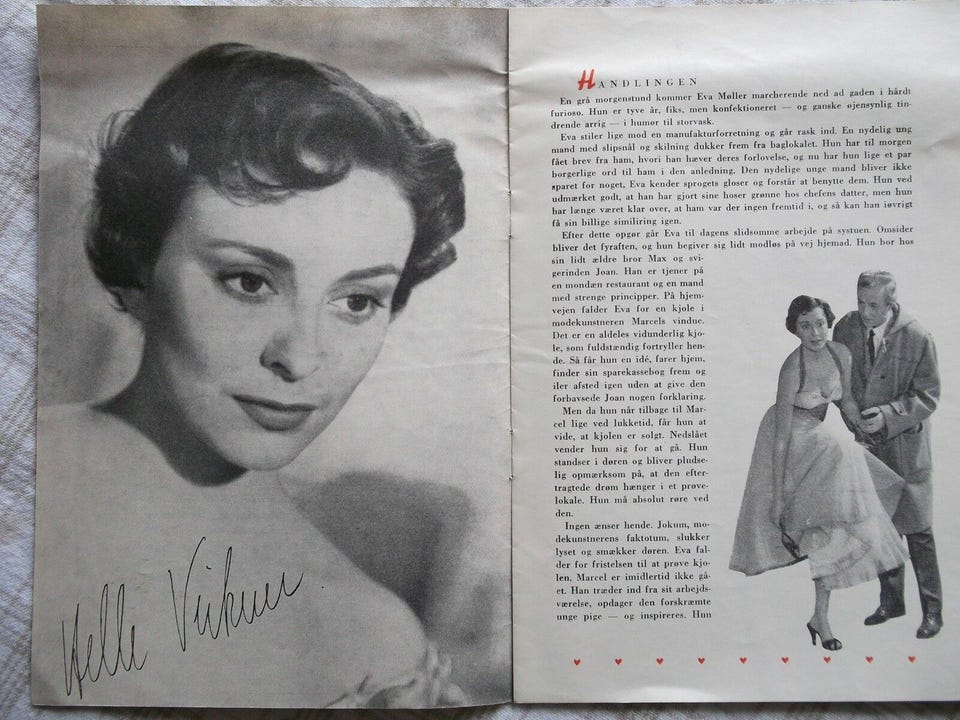 Helle Virkner
HANDLINGEN
En grå morgenstund kommer Eva Møller marcherende ned ad gaden i hårdt
furioso. Hun er tyve år, fiks, men konfektioneret — og ganske øjensynlig tin-
drende arrig — i humør til storvask.
Eva stiler lige mod en manufakturforretning og går rask ind. En nydelig ung
mand med slipsnål og skilning dukker frem fra baglokalet. Hun har til morgen
fået brev fra ham, hvori han hæver deres forlovelse, og nu har hun lige et par
borgerlige ord til ham i den anledning. Den nydelige unge mand bliver ikke
sparet for noget, Eva kender sprogets gloser og forstår at benytte dem. Hun ved
udmærket godt, at han har gjort sine hoser grønne hos chefens datter, men hun
har længe været klar over, at ham var der ingen fremtid i, og så kan han iøvrigt
få sin billige similiring igen.
Efter dette opgør går Eva til dagens slidsomme arbejde på systuen. Omsider
bliver det fyraften, og hun begiver sig lidt modløs på vej hjemad. Hun bor hos
sin lidt ældre bror Max og svi-
gerinden Joan. Han er tjener på
en mondæn restaurant og en mand
med strenge principper. På hjem-
vejen falder Eva for en kjole i
modekunstneren Marcels vindue.
Det er en aldeles vidunderlig kjo-
le, som fuldstændig fortryller hen-
de. Så får hun en idé, farer hjem,
finder sin sparekassebog frem og
iler afsted igen uden at give den
forbavsede Joan nogen forklaring.
Men da hun når tilbage til Mar-
cel lige ved lukketid, får hun at
vide, at kjolen er solgt. Nedslået
vender hun sig for at gå. Hun
standser i døren og bliver pludse-
lig opmærksom på, at den efter-
tragtede drøm hænger i et prøve-
lokale. Hun må absolut røre ved
den.
Ingen ænser hende. Jokum, mo-
dekunstnerens faktotum, slukker
lyset og smækker døren. Eva fal-
der for fristelsen til at prøve kjo-
len. Marcel er imidlertid ikke gå-
et. Han træder ind fra sit arbejds-
værelse, opdager den forskræmte
unge pige — og inspireres. Hun